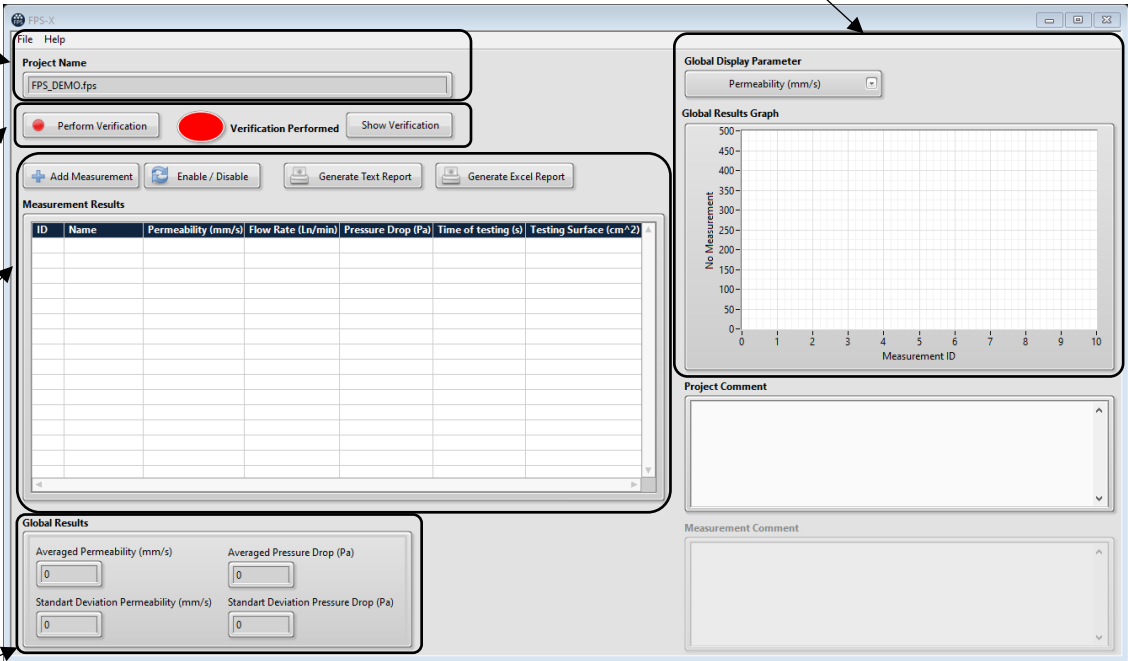 FPS-X
File Help
Project Name
FPS_DEMO.fps
Perform Verification
Verification Performed
Show Verification
Add Measurement
Enable / Disable
Generate Text Report
Generate Excel Report
Measurement Results
ID Name Permeability (mm/s) Flow Rate (Ln/min) Pressure Drop (Pa) Time of testing (s) Testing Surface (cm^2)
Global Results
Averaged Permeability (mm/s)
0
Averaged Pressure Drop (Pa)
0
Standart Deviation Permeability (mm/s)
0
Standart Deviation Pressure Drop (Pa)
0
Global Display Parameter
Permeability (mm/s)
Global Results Graph
No Measurement
500
450
400
350
300
250
200
150
100
50
0
0 1 2 3 4 5 6 7 8 9 10
Measurement ID
Project Comment
Measurement Comment